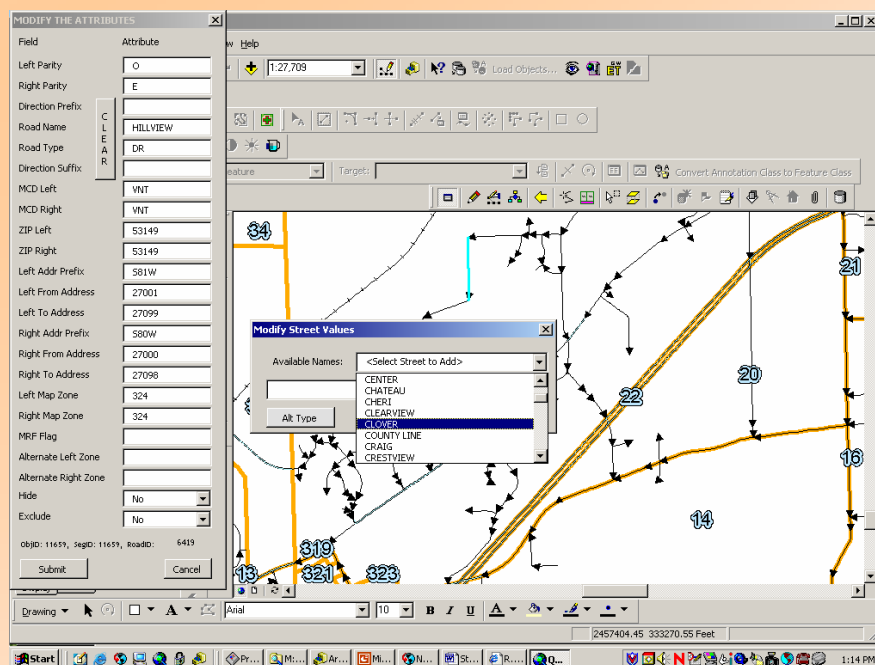 MODIFY THE ATTRIBUTES
Field Attribute
Left Parity O
Right Parity E
Direction Prefix
CLEAR
Road Name HILLVIEW
Road Type DR
Direction Suffix
MCD Left VNT
MCD Right VNT
ZIP Left 53149
ZIP Right 53149
Left Addr Prefix S81W
Left From Address 27001
Left To Address 27099
Right Addr Prefix S80W
Right From Address 27000
Right To Address 27098
Left Map Zone 324
Right Map Zone 324
MRF Flag
Alternate Left Zone
Alternate Right Zone
Hide No
Exclude No
ObjID: 11659, SegID: 11659, RoadID: 6419
Submit Cancel
Help
1:27,709 Load Objects...
Target: Convert Annotation Class to Feature Class
34
21
22
20
16
14
13
319
321
323
Modify Street Values
Available Names: <Select Street to Add>
CENTER
CHATEAU
CHERI
CLEARVIEW
CLOVER
COUNTY LINE
CRAIG
CRESTVIEW
Alt Type
Drawing A Arial 10 B I U A
2457404.45 333270.55 Feet
Start Pr... M:... Ar... Mi... N... St... R.... Q... 1:14 PM